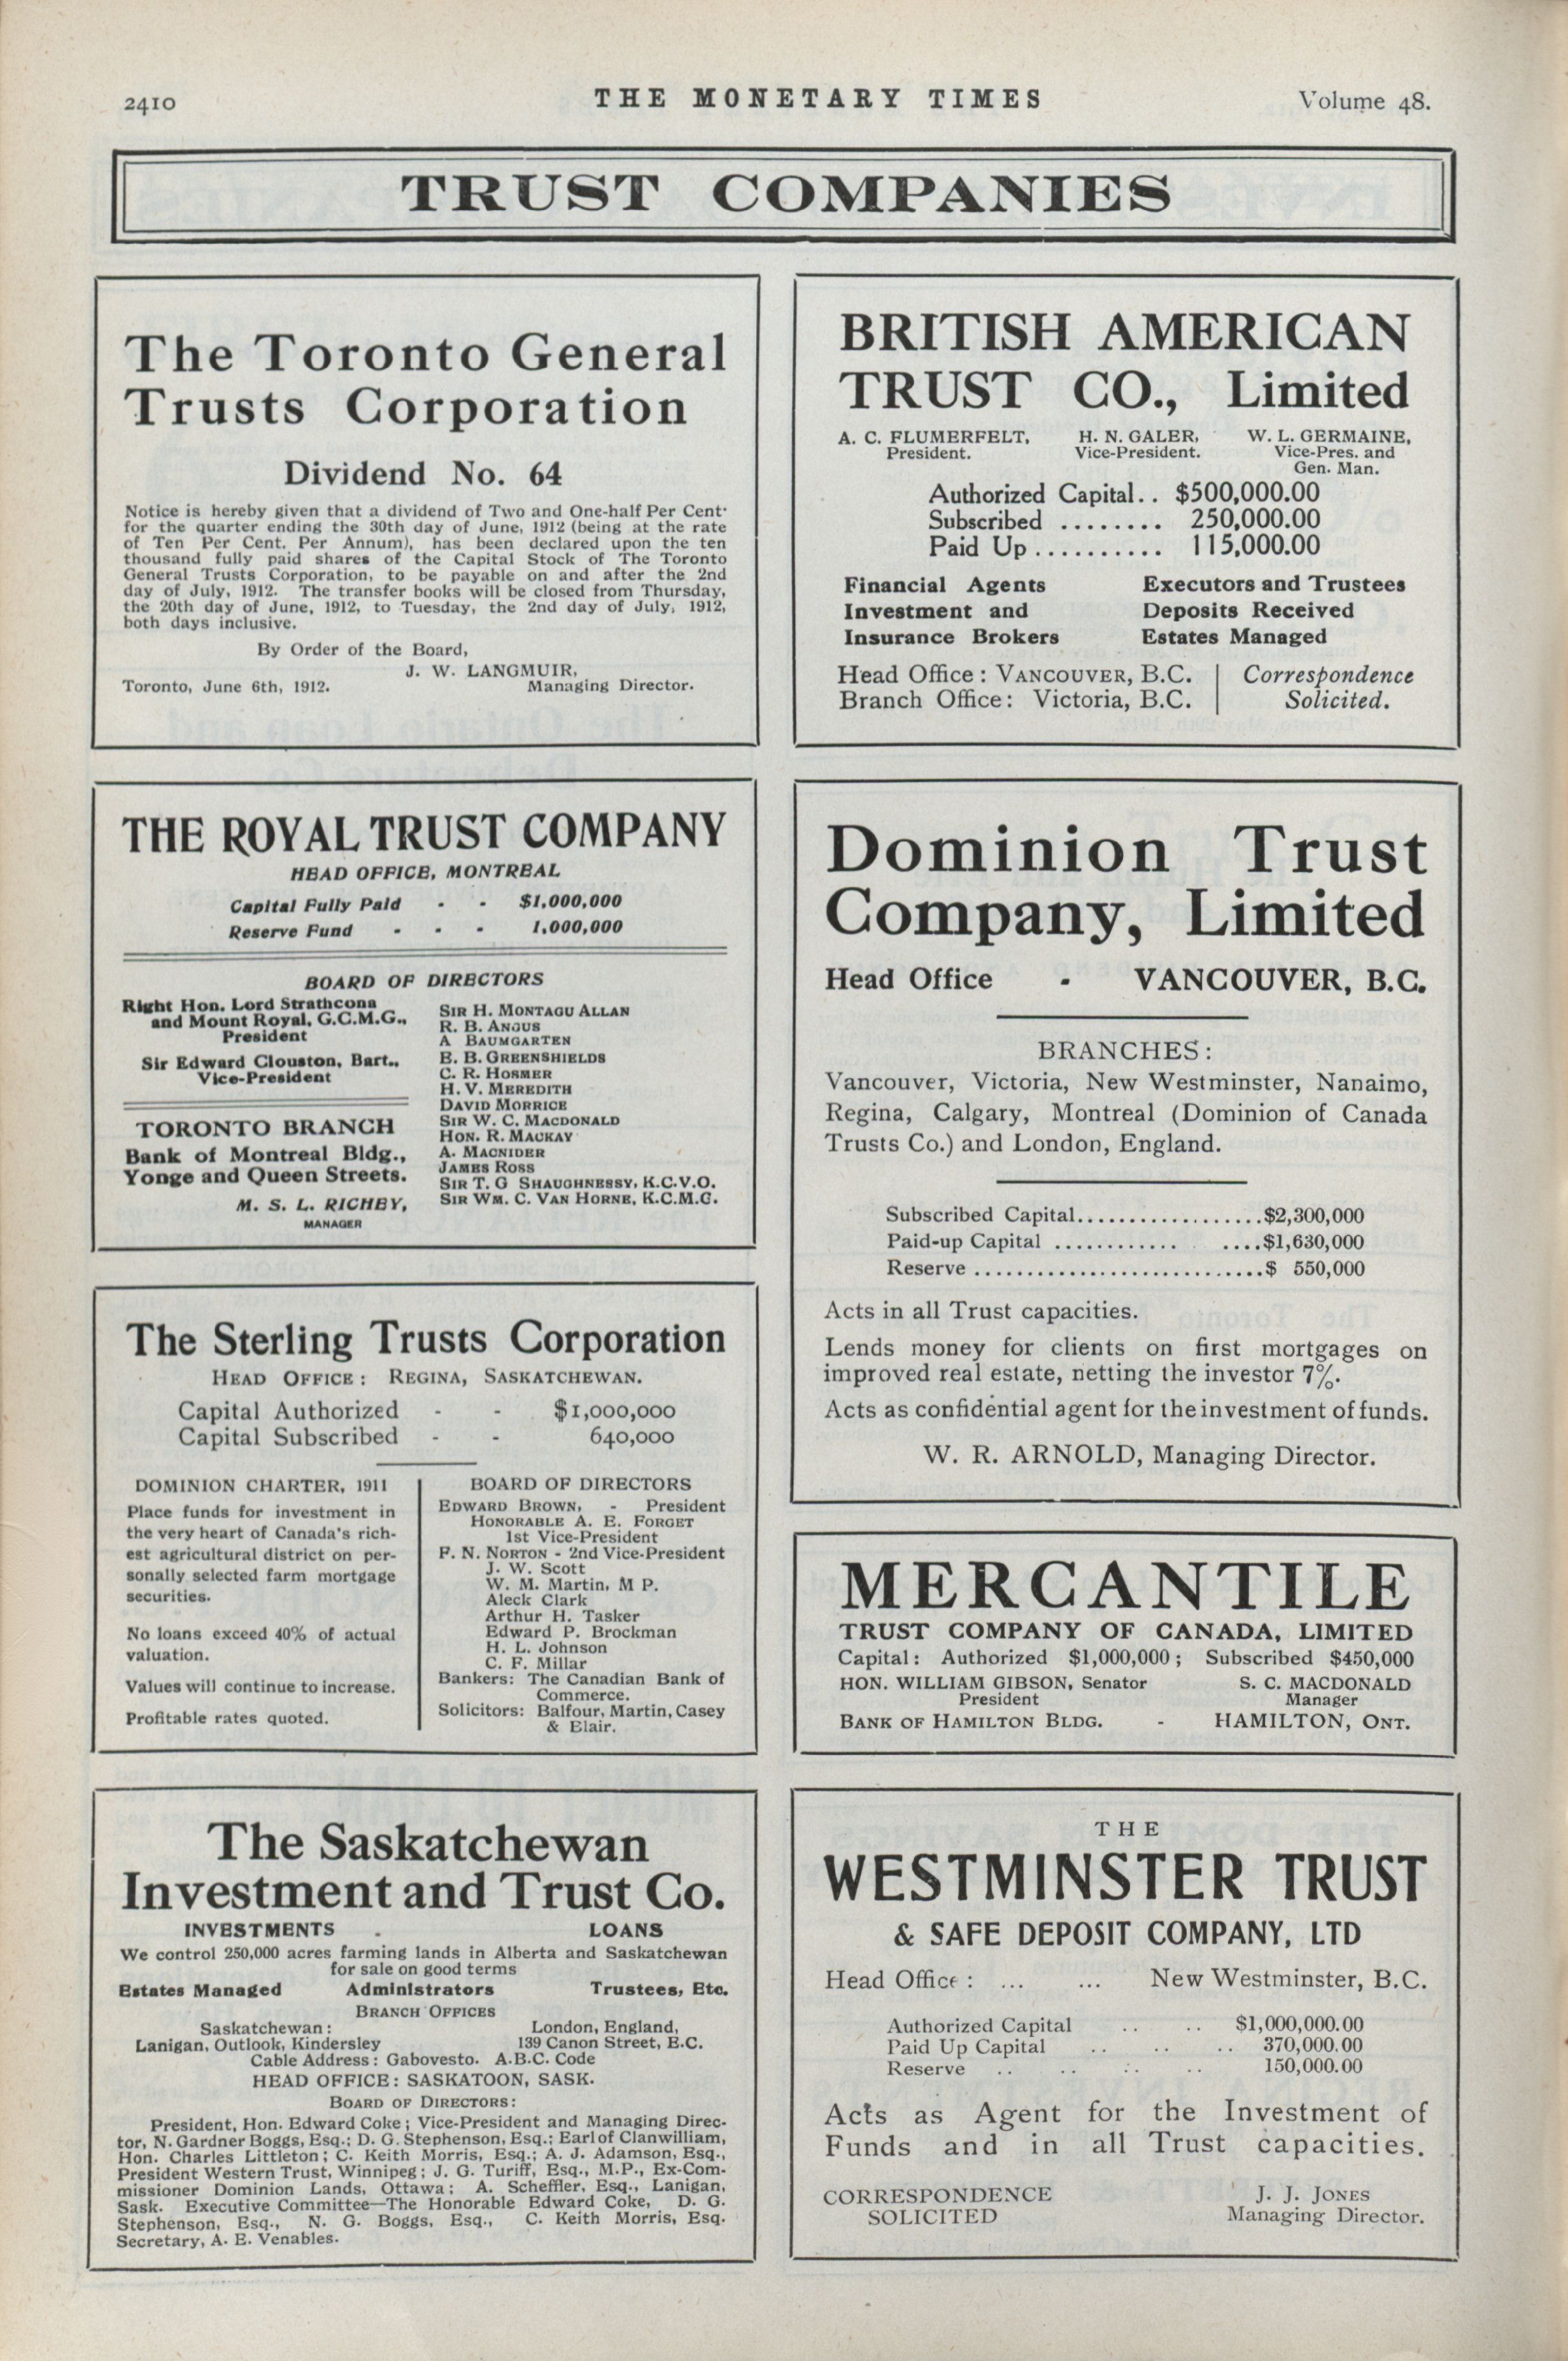 2410
THE MONETARY TIMES
Volume 48.
TRUST COMPANIES
The Toronto General
Trusts Corporation
Dividend No. 64
Notice is hereby given that a dividend of Two and One-half Per Cent·
for the quarter ending the 30th day of June, 1912 (being at the rate
of Ten Per Cent. Per Annum), has been declared upon the ten
thousand fully paid shares of the Capital Stock of The Toronto
General Trusts Corporation, to be payable on and after the 2nd
day of July, 1912. The transfer books will be closed from Thursday,
the 20th day of June, 1912, to Tuesday, the 2nd day of July, 1912,
both days inclusive.
By Order of the Board,
J. W. LANGMUIR,
Toronto, June 6th, 1912. Managing Director.
THE ROYAL TRUST COMPANY
HEAD OFFICE, MONTREAL
Capital Fully Paid - - $1,000,000
Reserve Fund - - - 1,000,000
BOARD OF DIRECTORS
Right Hon. Lord Strathcona
and Mount Royal, G.C.M.G.,
President
Sir Edward Clouston, Bart.,
Vice-President
TORONTO BRANCH
Bank of Montreal Bldg.,
Yonge and Queen Streets.
M. S. L. RICHEY,
MANAGER
SIR H. MONTAGU ALLAN
R. B. ANGUS
A BAUMGARTEN
E. B. GREENSHIELDS
C. R. HOSMER
H. V. MEREDITH
DAVID MORRICE
SIR W. C. MACDONALD
HON. R. MACKAY
A. MACNIDER
JAMES ROSS
SIR T. G SHAUGHNESSY, K.C.V.O.
SIR WM. C. VAN HORNE, K.C.M.G.
The Sterling Trusts Corporation
HEAD OFFICE: REGINA, SASKATCHEWAN.
Capital Authorized - - $1,000,000
Capital Subscribed - - 640,000
DOMINION CHARTER, 1911
Place funds for investment in
the very heart of Canada's rich-
est agricultural district on per-
sonally selected farm mortgage
securities.
No loans exceed 40% of actual
valuation.
Values will continue to increase.
Profitable rates quoted.
BOARD OF DIRECTORS
EDWARD BROWN, - President
HONORABLE A. E. FORGET
1st Vice-President
F. N. NORTON - 2nd Vice-President
J. W. Scott
W. M. Martin, M P.
Aleck Clark
Arthur H. Tasker
Edward P. Brockman
H. L. Johnson
C. F. Millar
Bankers: The Canadian Bank of
Commerce.
Solicitors: Balfour, Martin, Casey
& Blair.
The Saskatchewan
Investment and Trust Co.
INVESTMENTS . LOANS
We control 250,000 acres farming lands in Alberta and Saskatchewan
for sale on good terms
Estates Managed Administrators Trustees, Etc.
BRANCH OFFICES
Saskatchewan: London, England,
Lanigan, Outlook, Kindersley 139 Canon Street, E.C.
Cable Address: Gabovesto. A.B.C. Code
HEAD OFFICE: SASKATOON, SASK.
BOARD OF DIRECTORS:
President, Hon. Edward Coke; Vice-President and Managing Direc-
tor, N. Gardner Boggs, Esq.; D. G. Stephenson, Esq.; Earl of Clanwilliam,
Hon. Charles Littleton; C. Keith Morris, Esq.; A. J. Adamson, Esq.,
President Western Trust, Winnipeg; J. G. Turiff, Esq., M.P., Ex-Com-
missioner Dominion Lands, Ottawa; A. Scheffler, Esq., Lanigan,
Sask. Executive Committee—The Honorable Edward Coke, D. G.
Stephenson, Esq., N. G. Boggs, Esq., C. Keith Morris, Esq.
Secretary, A. E. Venables.
BRITISH AMERICAN
TRUST CO., Limited
A. C. FLUMERFELT, H. N. GALER, W. L. GERMAINE,
President. Vice-President. Vice-Pres. and
Gen. Man.
Authorized Capital.. $500,000.00
Subscribed ........ 250,000.00
Paid Up.......... 115,000.00
Financial Agents Executors and Trustees
Investment and Deposits Received
Insurance Brokers Estates Managed
Head Office: VANCOUVER, B.C.
Branch Office: Victoria, B.C.
Correspondence
Solicited.
Dominion Trust
Company, Limited
Head Office - VANCOUVER, B.C.
BRANCHES:
Vancouver, Victoria, New Westminster, Nanaimo,
Regina, Calgary, Montreal (Dominion of Canada
Trusts Co.) and London, England.
Subscribed Capital..................$2,300,000
Paid-up Capital ............ ....$1,630,000
Reserve ...........................$ 550,000
Acts in all Trust capacities.
Lends money for clients on first mortgages on
improved real estate, netting the investor 7%.
Acts as confidential agent for the investment of funds.
W. R. ARNOLD, Managing Director.
MERCANTILE
TRUST COMPANY OF CANADA, LIMITED
Capital: Authorized $1,000,000; Subscribed $450,000
HON. WILLIAM GIBSON, Senator S. C. MACDONALD
President Manager
BANK OF HAMILTON BLDG. - HAMILTON, ONT.
THE
WESTMINSTER TRUST
& SAFE DEPOSIT COMPANY, LTD
Head Office: ... ... New Westminster, B.C.
Authorized Capital .. .. $1,000,000.00
Paid Up Capital .. .. .. 370,000.00
Reserve .. .. .. .. 150,000.00
Acts as Agent for the Investment of
Funds and in all Trust capacities.
CORRESPONDENCE J. J. JONES
SOLICITED Managing Director.